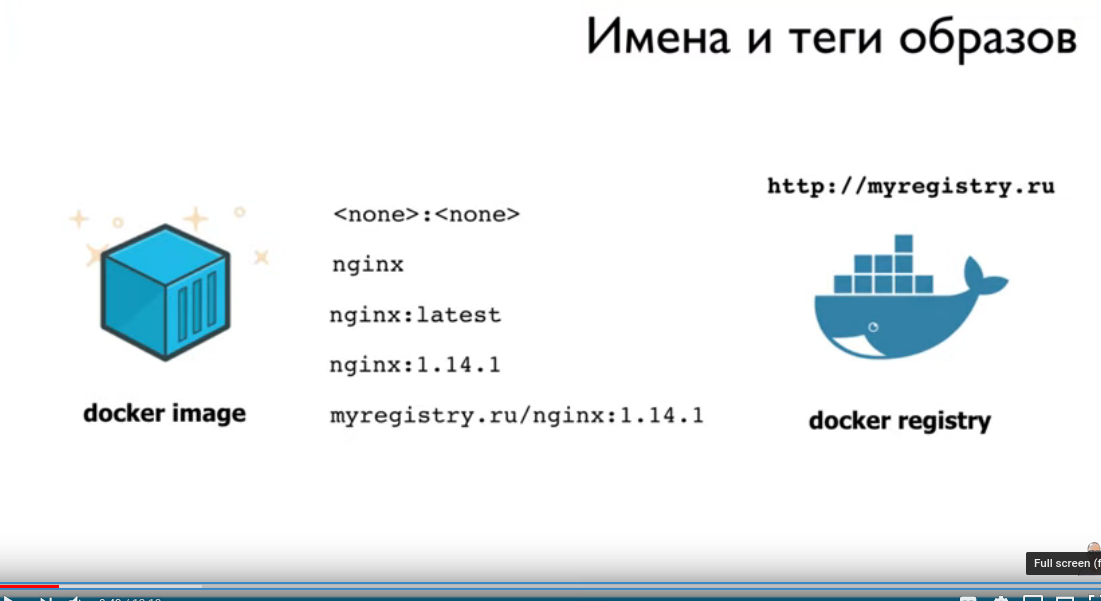 Имена и теги образов
http://myregistry.ru
<none>:<none>
nginx
nginx:latest
nginx:1.14.1
myregistry.ru/nginx:1.14.1
docker image
docker registry
Full screen (f